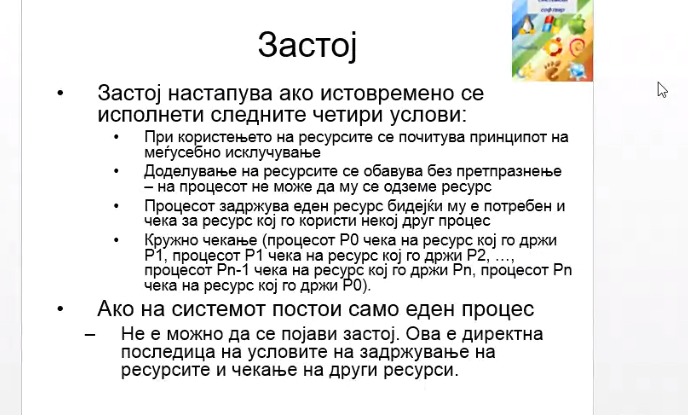 Застој
• Застој настапува ако истовремено се
исполнети следните четири услови:
• При користењето на ресурсите се почитува принципот на
меѓусебно исклучување
• Доделување на ресурсите се обавува без претпразнење
– на процесот не може да му се одземе ресурс
• Процесот задржува еден ресурс бидејќи му е потребен и
чека за ресурс кој го користи некој друг процес
• Кружно чекање (процесот P0 чека на ресурс кој го држи
P1, процесот P1 чека на ресурс кој го држи P2, …,
процесот Pn-1 чека на ресурс кој го држи Pn, процесот Pn
чека на ресурс кој го држи P0).
• Ако на системот постои само еден процес
– Не е можно да се појави застој. Ова е директна
последица на условите на задржување на
ресурсите и чекање на други ресурси.